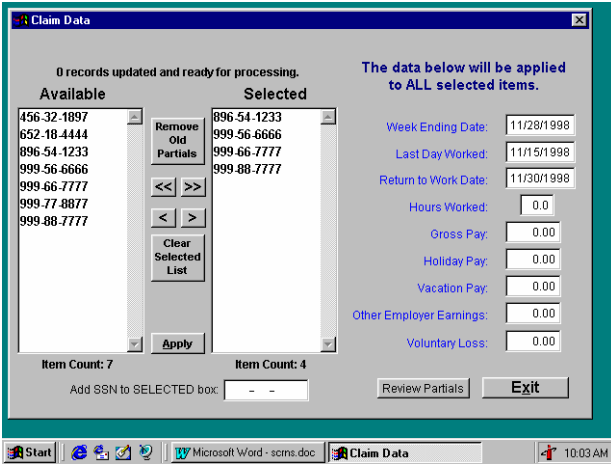 Claim Data
0 records updated and ready for processing.
The data below will be applied
to ALL selected items.
Available
Selected
456-32-1897
652-18-4444
896-54-1233
999-56-6666
999-66-7777
999-77-8877
999-88-7777
Item Count: 7
Remove
Old
Partials
<< >>
< >
Clear
Selected
List
Apply
896-54-1233
999-56-6666
999-66-7777
999-88-7777
Item Count: 4
Add SSN to SELECTED box: - -
Week Ending Date: 11/28/1998
Last Day Worked: 11/15/1998
Return to Work Date: 11/30/1998
Hours Worked: 0.0
Gross Pay: 0.00
Holiday Pay: 0.00
Vacation Pay: 0.00
Other Employer Earnings: 0.00
Voluntary Loss: 0.00
Review Partials
Exit
Start
Microsoft Word - scrns.doc
Claim Data
10:03 AM